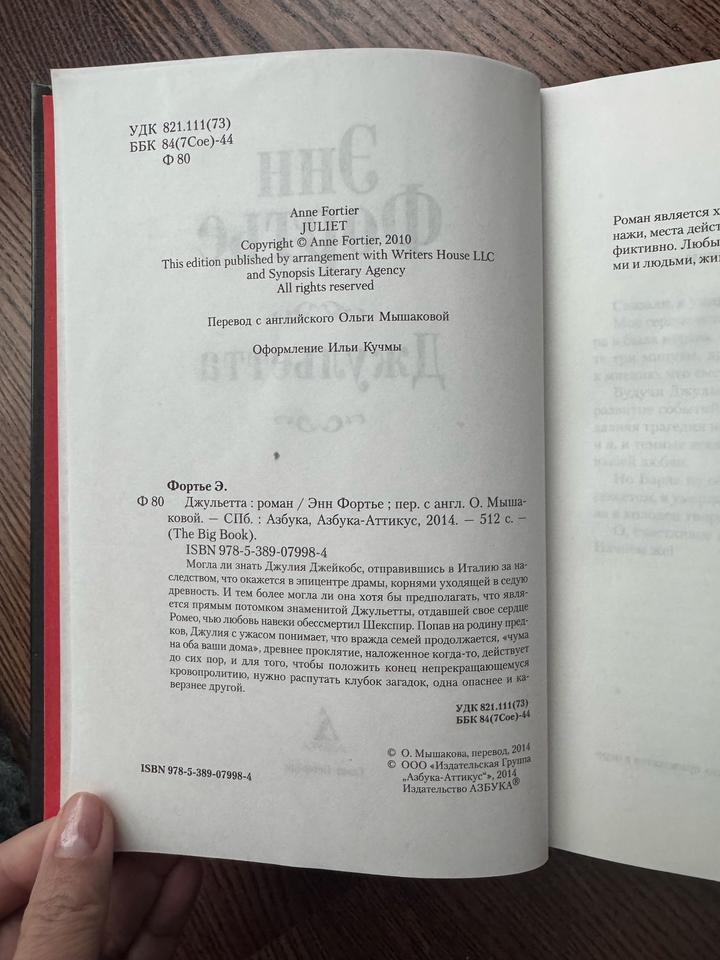 УДК 821.111(73)
ББК 84(7Сое)-44
Ф 80
Anne Fortier
JULIET
Copyright © Anne Fortier, 2010
This edition published by arrangement with Writers House LLC
and Synopsis Literary Agency
All rights reserved
Перевод с английского Ольги Мышаковой
Оформление Ильи Кучмы
Фортье Э.
Ф 80 Джульетта : роман / Энн Фортье ; пер. с англ. О. Мыша-
ковой. — СПб. : Азбука, Азбука-Аттикус, 2014. — 512 с. —
(The Big Book).
ISBN 978-5-389-07998-4
Могла ли знать Джулия Джейкобс, отправившись в Италию за на-
следством, что окажется в эпицентре драмы, корнями уходящей в седую
древность. И тем более могла ли она хотя бы предполагать, что явля-
ется прямым потомком знаменитой Джульетты, отдавшей свое сердце
Ромео, чью любовь навеки обессмертил Шекспир. Попав на родину пред-
ков, Джулия с ужасом понимает, что вражда семей продолжается, «чума
на оба ваши дома», древнее проклятие, наложенное когда-то, действует
до сих пор, и для того, чтобы положить конец непрекращающемуся
кровопролитию, нужно распутать клубок загадок, одна опаснее и ка-
верзнее другой.
УДК 821.111(73)
ББК 84(7Сое)-44
ISBN 978-5-389-07998-4
© О. Мышакова, перевод, 2014
© ООО «Издательская Группа
„Азбука-Аттикус“», 2014
Издательство АЗБУКА®
Роман является х
нажи, места дейст
фиктивно. Любы
ми и людьми, жи